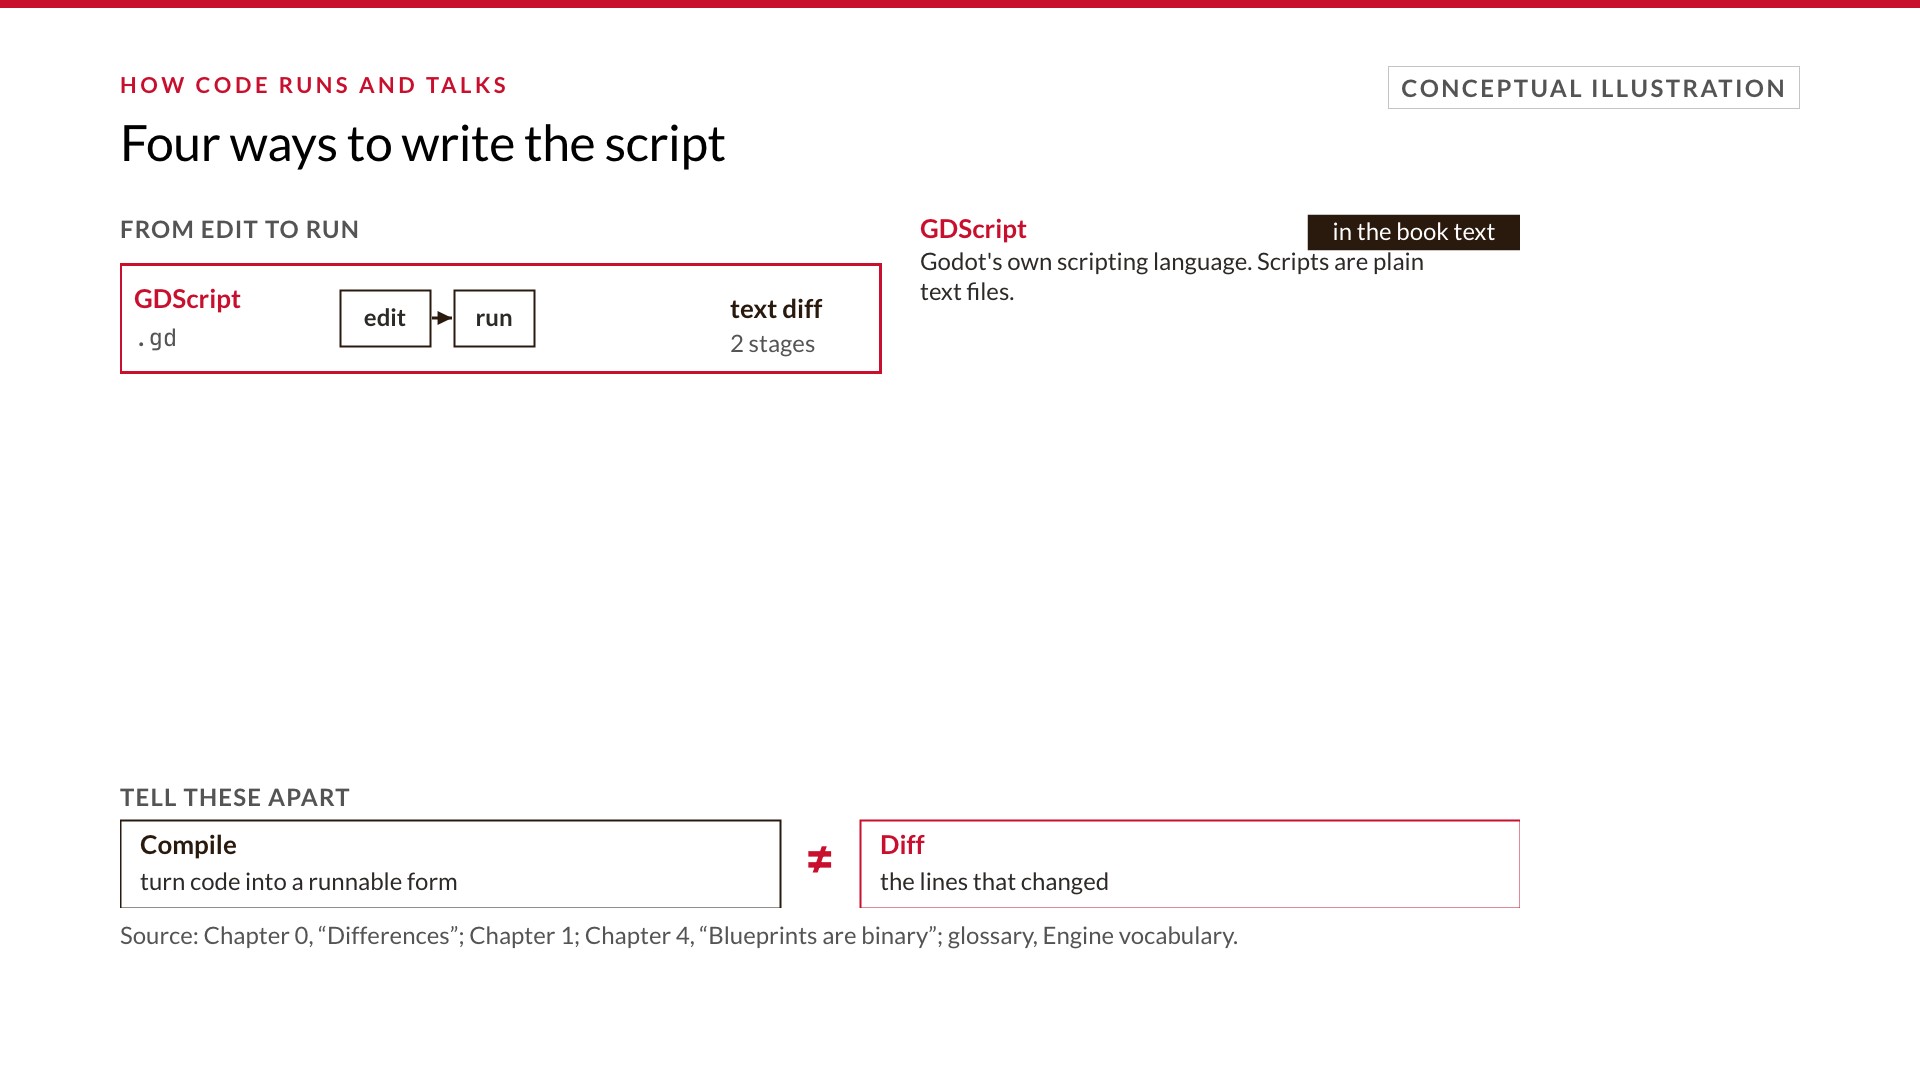 HOW CODE RUNS AND TALKS
CONCEPTUAL ILLUSTRATION
Four ways to write the script
FROM EDIT TO RUN
GDScript
.gd
edit
run
text diff
2 stages
GDScript
in the book text
Godot's own scripting language. Scripts are plain
text files.
TELL THESE APART
Compile
turn code into a runnable form
≠
Diff
the lines that changed
Source: Chapter 0, “Differences”; Chapter 1; Chapter 4, “Blueprints are binary”; glossary, Engine vocabulary.